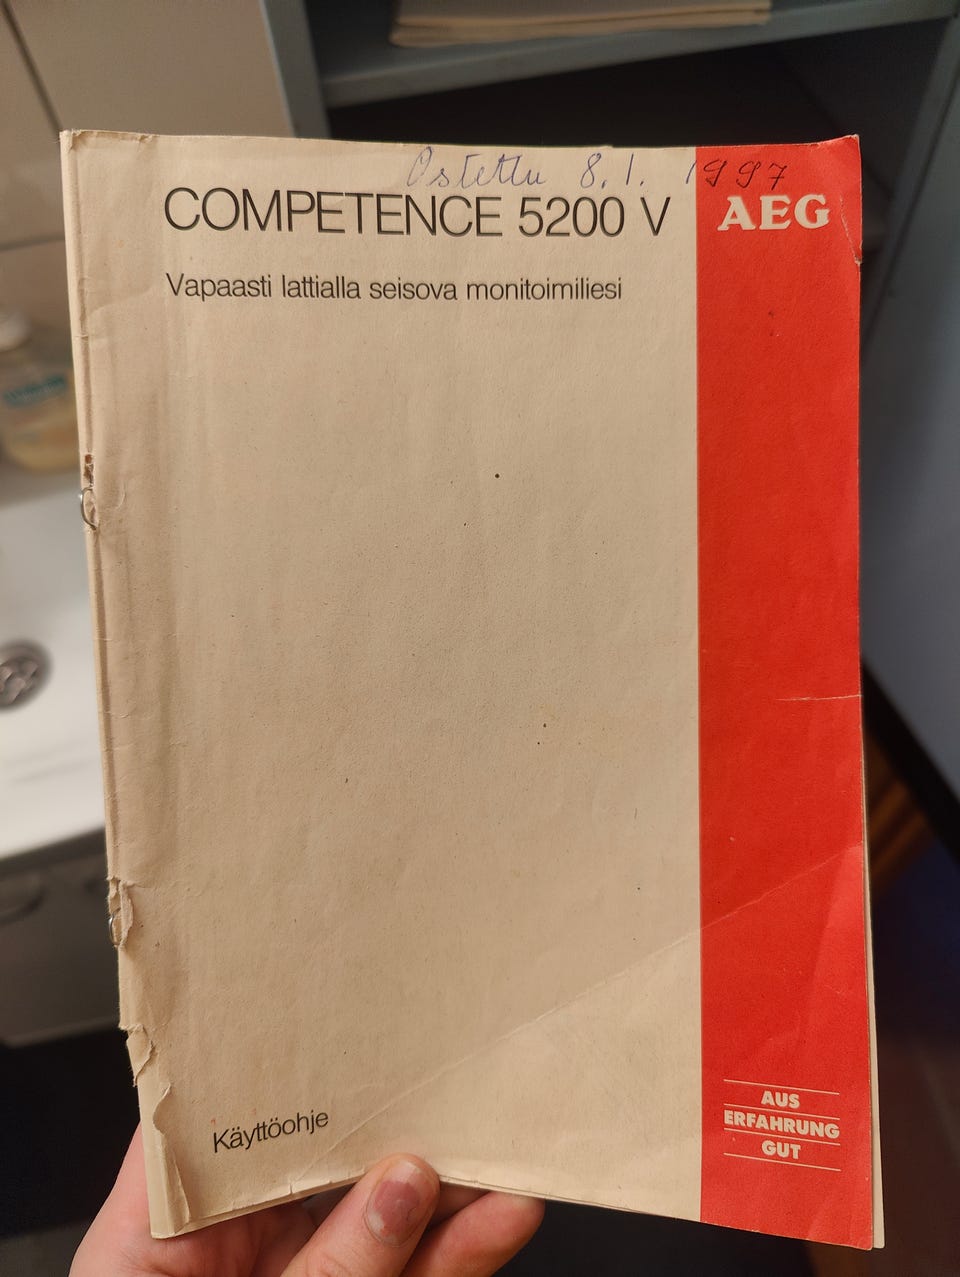 Ostettu 8.1. 1997
COMPETENCE 5200 V
AEG
Vapaasti lattialla seisova monitoimiliesi
Käyttöohje
AUS
ERFAHRUNG
GUT